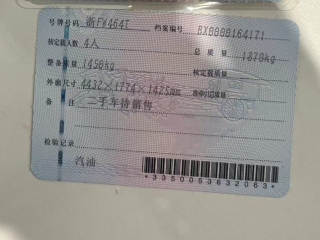 号牌号码 浙FW464T 档案编号 BX0000164171
核定载人数 4人 总质量 1870kg
整备质量 1450kg 核定载质量
外廓尺寸 4432×1774×1425mm 准牵引总质量
备注 二手车待销售
检验记录
汽油
*3350053632063*